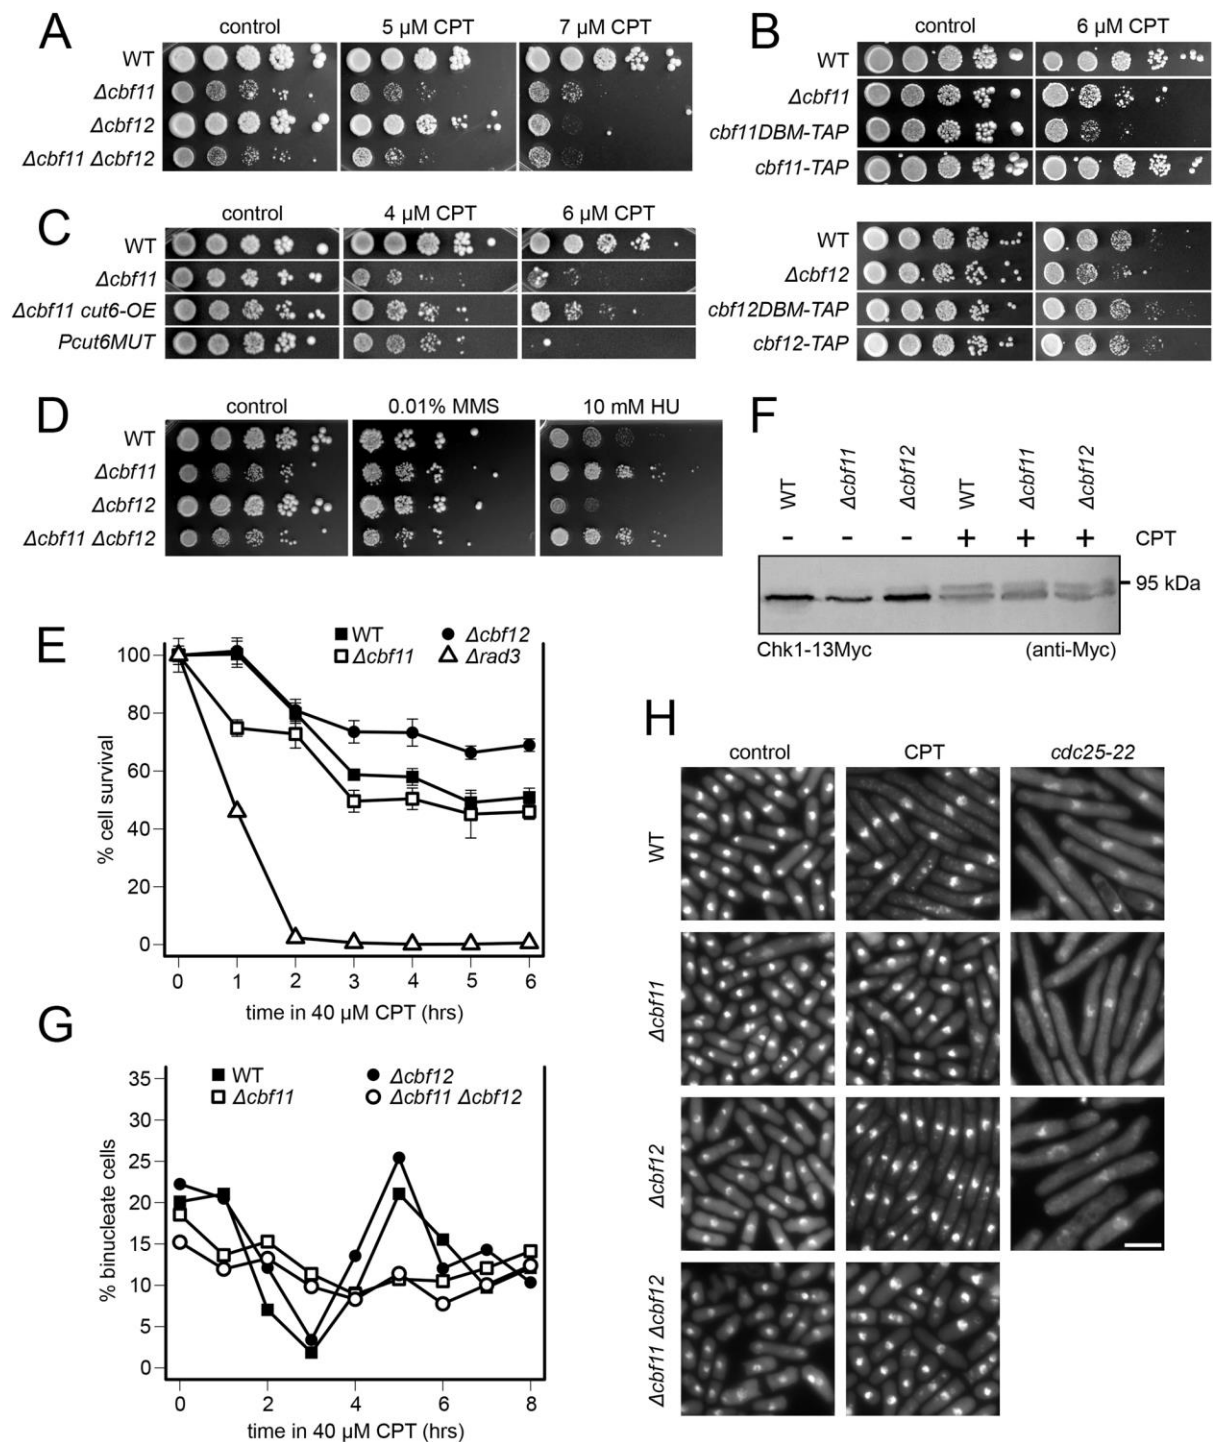 A
control 5 µM CPT 7 µM CPT
WT
Δcbf11
Δcbf12
Δcbf11 Δcbf12
B
control 6 µM CPT
WT
Δcbf11
cbf11DBM-TAP
cbf11-TAP
WT
Δcbf12
cbf12DBM-TAP
cbf12-TAP
C
control 4 µM CPT 6 µM CPT
WT
Δcbf11
Δcbf11 cut6-OE
Pcut6MUT
D
control 0.01% MMS 10 mM HU
WT
Δcbf11
Δcbf12
Δcbf11 Δcbf12
F
WT Δcbf11 Δcbf12 WT Δcbf11 Δcbf12
- - - + + + CPT
95 kDa
Chk1-13Myc (anti-Myc)
E
WT Δcbf12
Δcbf11 Δrad3
% cell survival
100
80
60
40
20
0
0 1 2 3 4 5 6
time in 40 µM CPT (hrs)
G
WT Δcbf12
Δcbf11 Δcbf11 Δcbf12
% binucleate cells
35
30
25
20
15
10
5
0
0 2 4 6 8
time in 40 µM CPT (hrs)
H
control CPT cdc25-22
WT
Δcbf11
Δcbf12
Δcbf11 Δcbf12